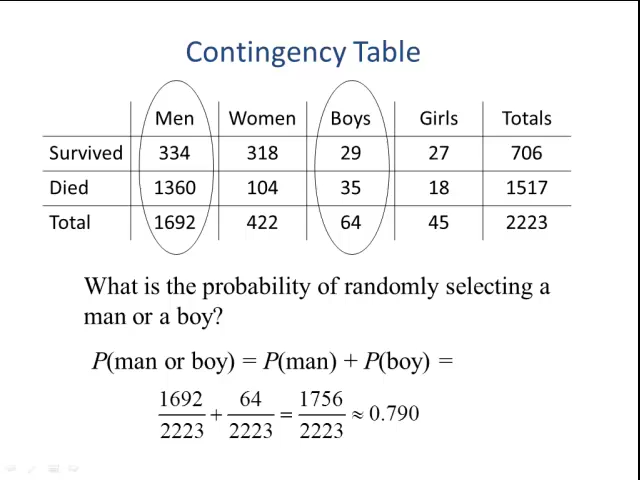 Contingency Table
Men Women Boys Girls Totals
Survived 334 318 29 27 706
Died 1360 104 35 18 1517
Total 1692 422 64 45 2223
What is the probability of randomly selecting a
man or a boy?
P(man or boy) = P(man) + P(boy) =
1692/2223 + 64/2223 = 1756/2223 ≈ 0.790